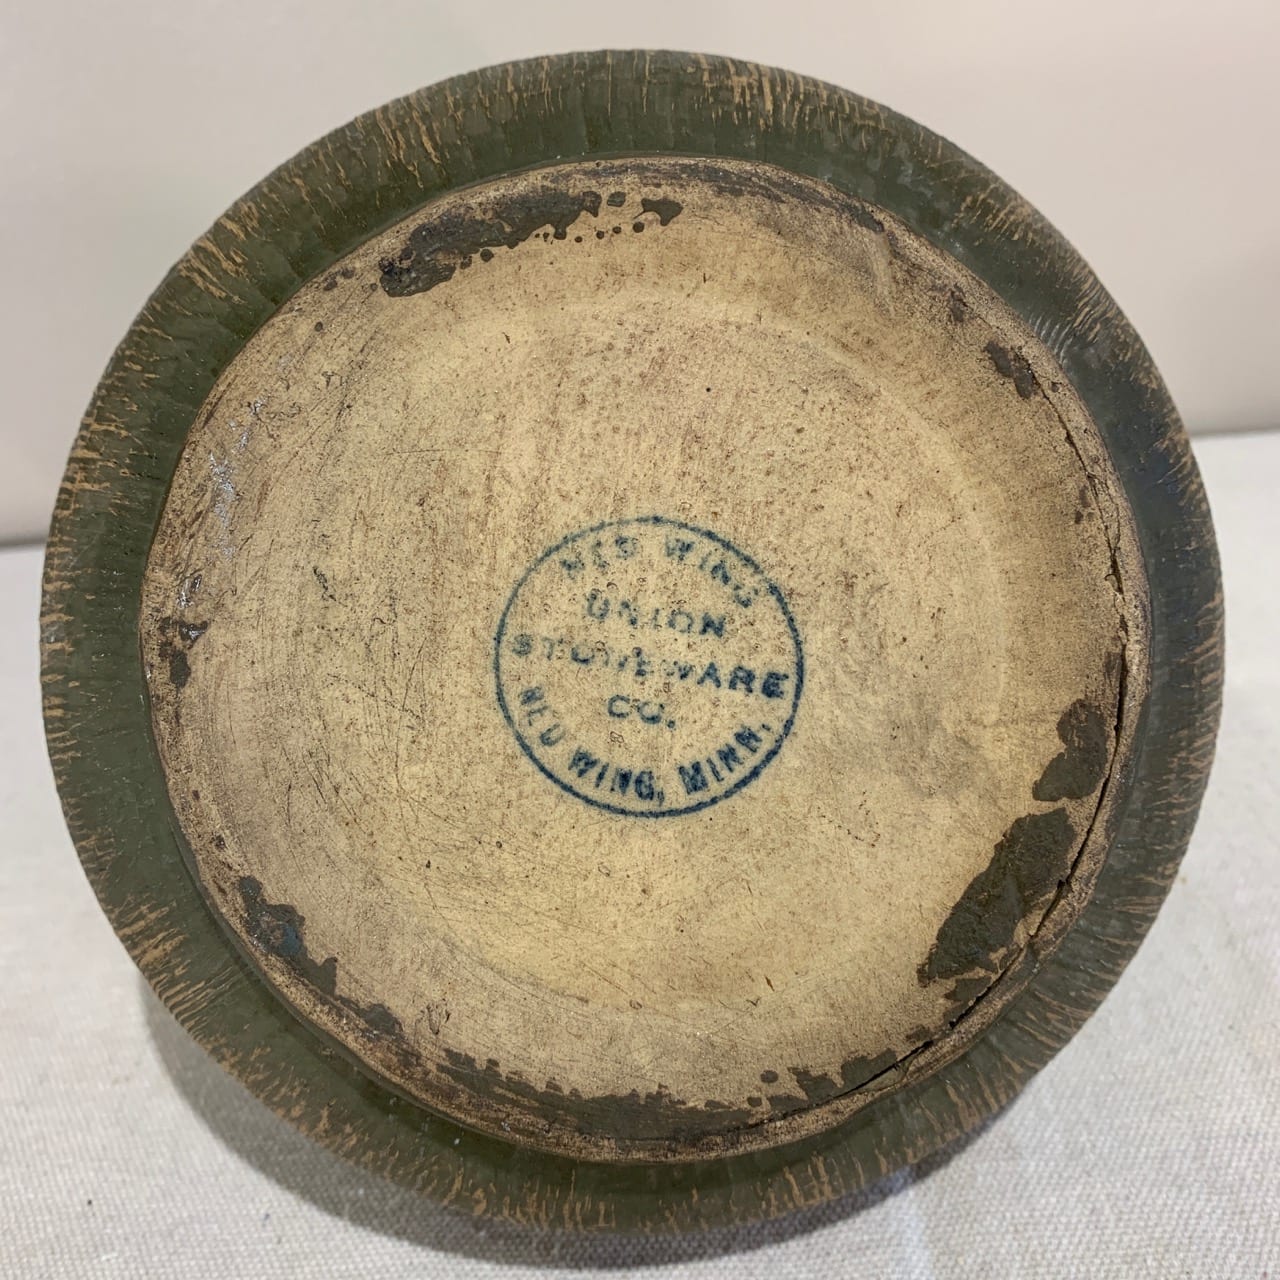 RED WING
UNION
STONEWARE
CO.
RED WING, MINN.